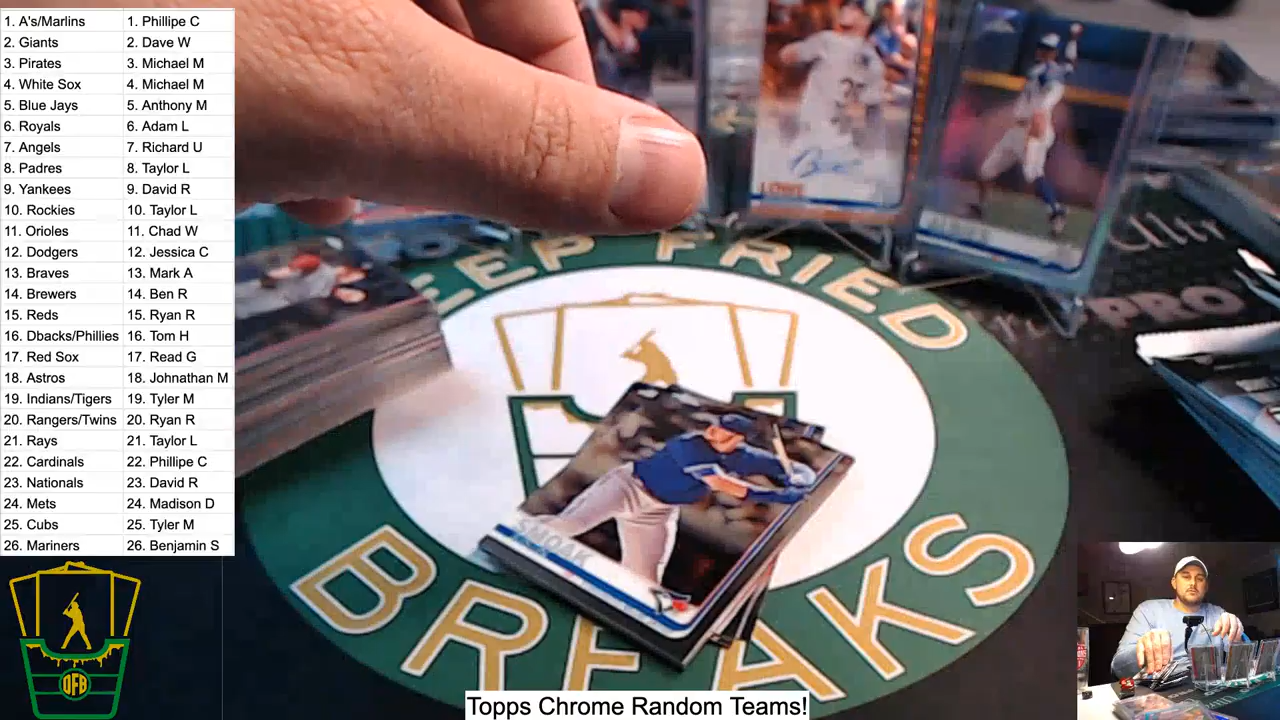 1. A's/Marlins 1. Phillipe C
2. Giants 2. Dave W
3. Pirates 3. Michael M
4. White Sox 4. Michael M
5. Blue Jays 5. Anthony M
6. Royals 6. Adam L
7. Angels 7. Richard U
8. Padres 8. Taylor L
9. Yankees 9. David R
10. Rockies 10. Taylor L
11. Orioles 11. Chad W
12. Dodgers 12. Jessica C
13. Braves 13. Mark A
14. Brewers 14. Ben R
15. Reds 15. Ryan R
16. Dbacks/Phillies 16. Tom H
17. Red Sox 17. Read G
18. Astros 18. Johnathan M
19. Indians/Tigers 19. Tyler M
20. Rangers/Twins 20. Ryan R
21. Rays 21. Taylor L
22. Cardinals 22. Phillipe C
23. Nationals 23. David R
24. Mets 24. Madison D
25. Cubs 25. Tyler M
26. Mariners 26. Benjamin S
LOWE
35
Ultr
PRO
EEP FRIED
SMOAK
BREAKS
DFB
Topps Chrome Random Teams!